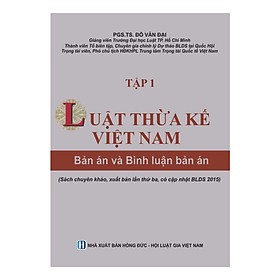 PGS.TS. ĐỖ VĂN ĐẠI
Giảng viên Trường Đại học Luật TP. Hồ Chí Minh
Thành viên Tổ biên tập, Chuyên gia chỉnh lý Dự thảo BLDS tại Quốc Hội
Trọng tài viên, Phó chủ tịch HĐKHPL Trung tâm Trọng tài Quốc tế Việt Nam
TẬP 1
LUẬT THỪA KẾ
VIỆT NAM
Bản án và Bình luận bản án
(Sách chuyên khảo, xuất bản lần thứ ba, có cập nhật BLDS 2015)
NHÀ XUẤT BẢN HỒNG ĐỨC - HỘI LUẬT GIA VIỆT NAM